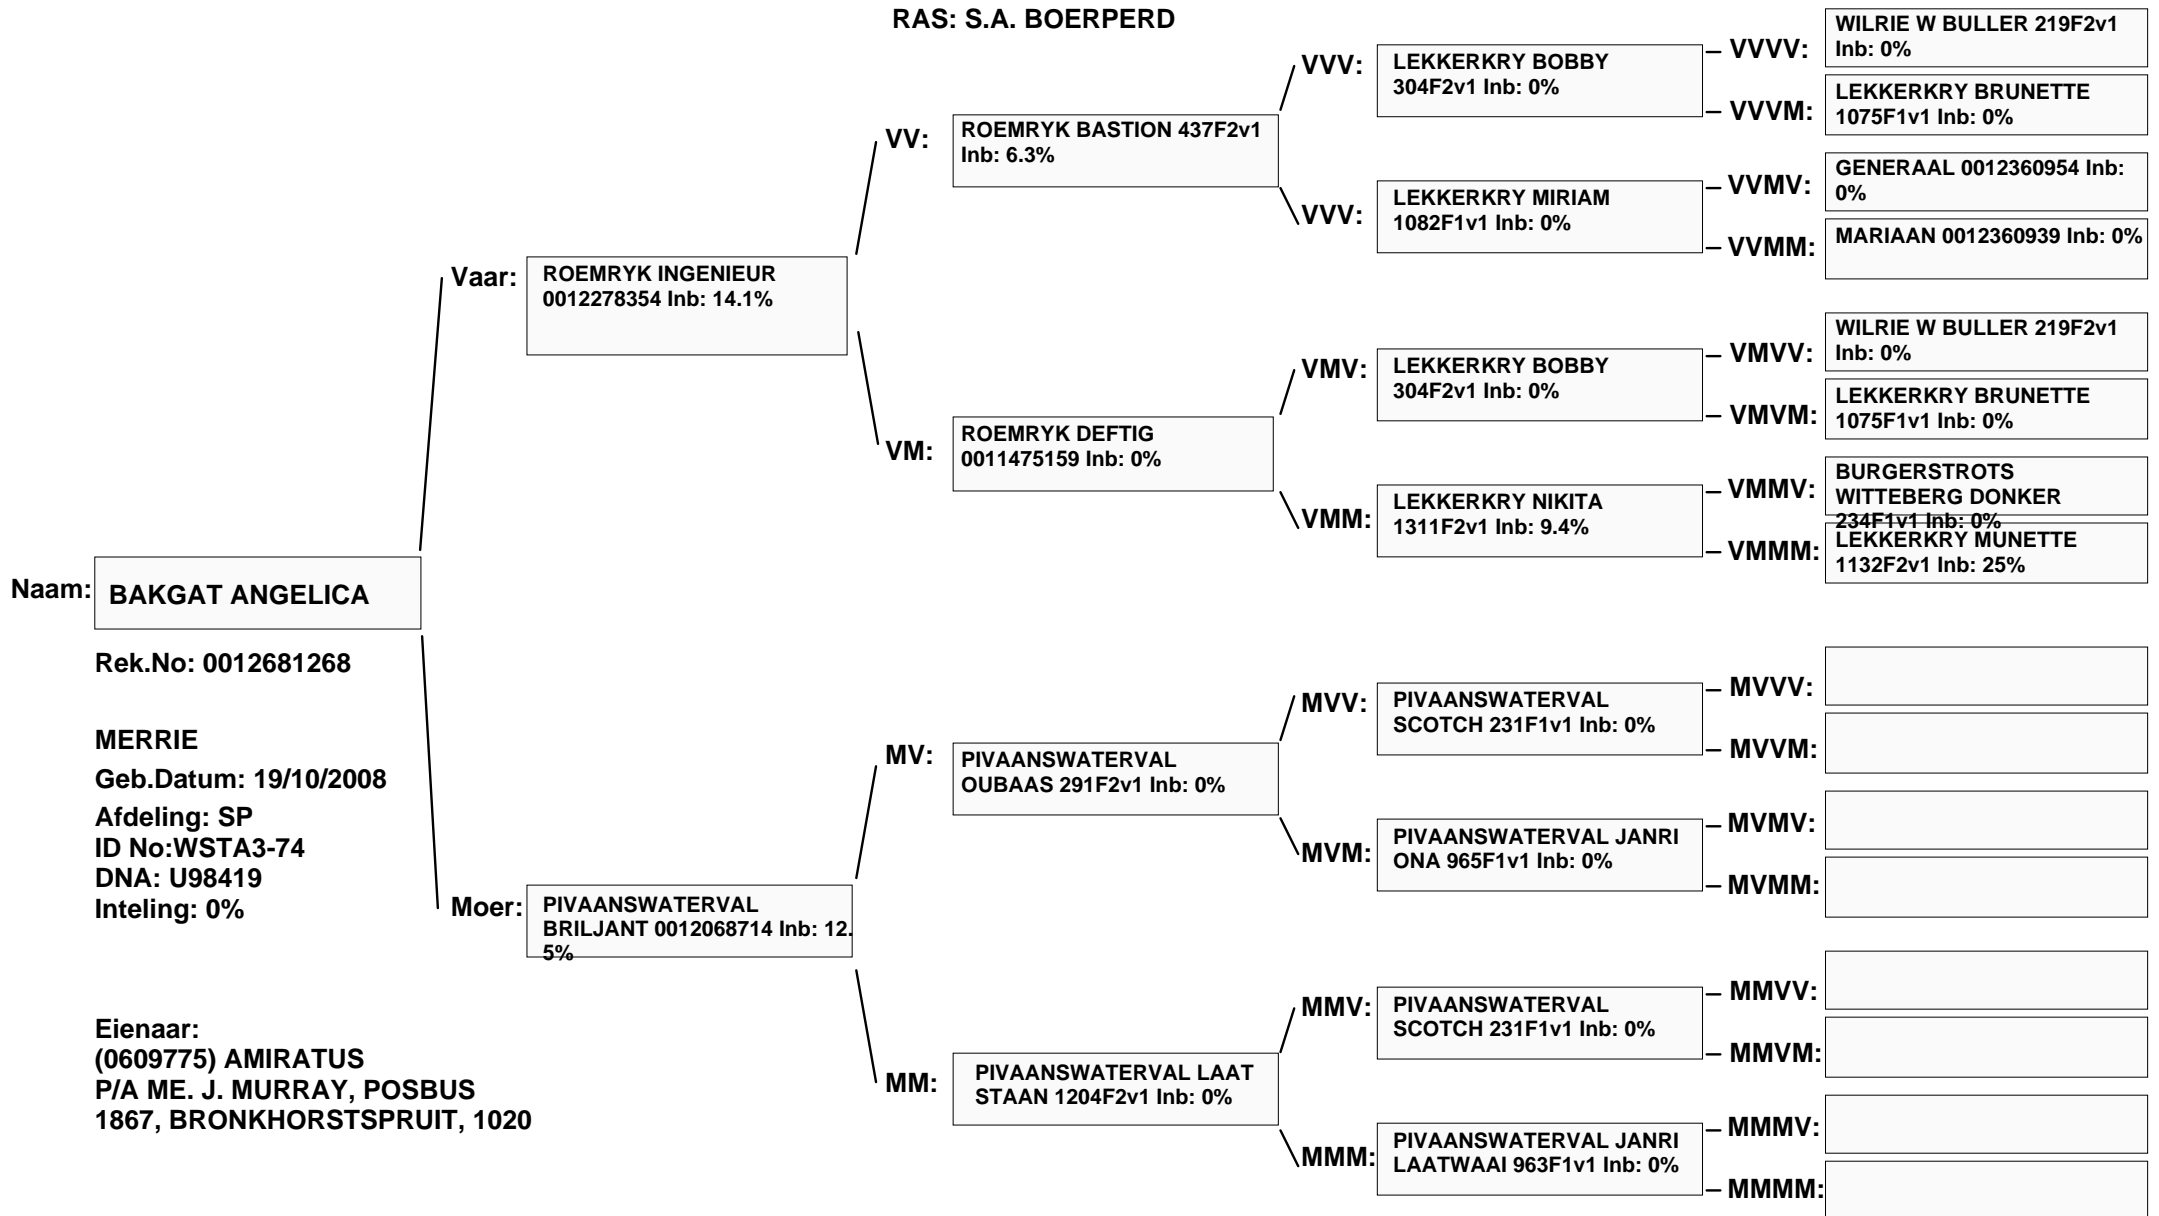 RAS: S.A. BOERPERD
Naam:
BAKGAT ANGELICA
Rek.No: 0012681268
MERRIE
Geb.Datum: 19/10/2008
Afdeling: SP
ID No:WSTA3-74
DNA: U98419
Inteling: 0%
Eienaar:
(0609775) AMIRATUS
P/A ME. J. MURRAY, POSBUS
1867, BRONKHORSTSPRUIT, 1020
Vaar:
ROEMRYK INGENIEUR
0012278354 Inb: 14.1%
Moer:
PIVAANSWATERVAL
BRILJANT 0012068714 Inb: 12.
5%
VV:
ROEMRYK BASTION 437F2v1
Inb: 6.3%
VM:
ROEMRYK DEFTIG
0011475159 Inb: 0%
MV:
PIVAANSWATERVAL
OUBAAS 291F2v1 Inb: 0%
MM:
PIVAANSWATERVAL LAAT
STAAN 1204F2v1 Inb: 0%
VVV:
LEKKERKRY BOBBY
304F2v1 Inb: 0%
VVV:
LEKKERKRY MIRIAM
1082F1v1 Inb: 0%
VMV:
LEKKERKRY BOBBY
304F2v1 Inb: 0%
VMM:
LEKKERKRY NIKITA
1311F2v1 Inb: 9.4%
MVV:
PIVAANSWATERVAL
SCOTCH 231F1v1 Inb: 0%
MVM:
PIVAANSWATERVAL JANRI
ONA 965F1v1 Inb: 0%
MMV:
PIVAANSWATERVAL
SCOTCH 231F1v1 Inb: 0%
MMM:
PIVAANSWATERVAL JANRI
LAATWAAI 963F1v1 Inb: 0%
VVVV:
WILRIE W BULLER 219F2v1
Inb: 0%
VVVM:
LEKKERKRY BRUNETTE
1075F1v1 Inb: 0%
VVMV:
GENERAAL 0012360954 Inb:
0%
VVMM:
MARIAAN 0012360939 Inb: 0%
VMVV:
WILRIE W BULLER 219F2v1
Inb: 0%
VMVM:
LEKKERKRY BRUNETTE
1075F1v1 Inb: 0%
VMMV:
BURGERSTROTS
WITTEBERG DONKER
234F1v1 Inb: 0%
VMMM:
LEKKERKRY MUNETTE
1132F2v1 Inb: 25%
MVVV:
MVVM:
MVMV:
MVMM:
MMVV:
MMVM:
MMMV:
MMMM: